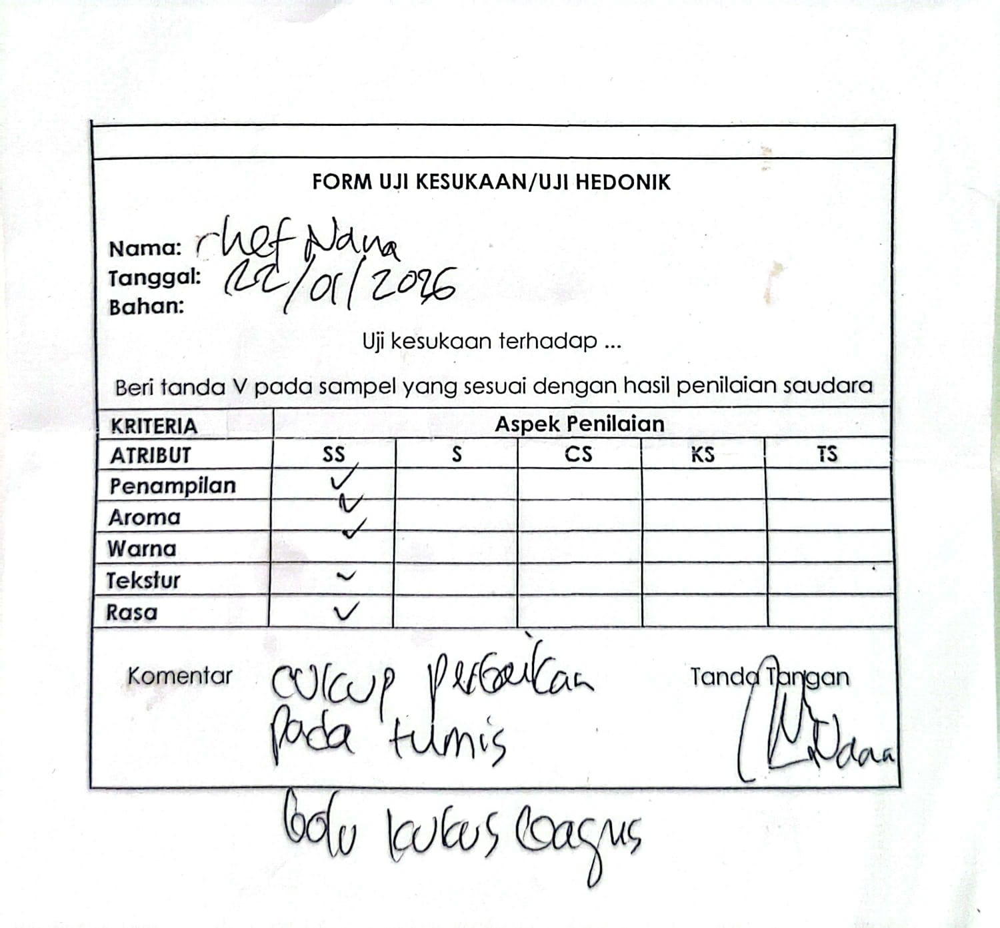 FORM UJI KESUKAAN/UJI HEDONIK
Nama: rhef Nana
Tanggal: 22/01/2026
Bahan:
Uji kesukaan terhadap ...
Beri tanda V pada sampel yang sesuai dengan hasil penilaian saudara
KRITERIA Aspek Penilaian
ATRIBUT SS S CS KS TS
Penampilan ✓
Aroma ✓
Warna ✓
Tekstur ✓
Rasa ✓
Komentar cukup perbaikan Tanda Tangan
pada tumis
Nana
bolu kukus bagus